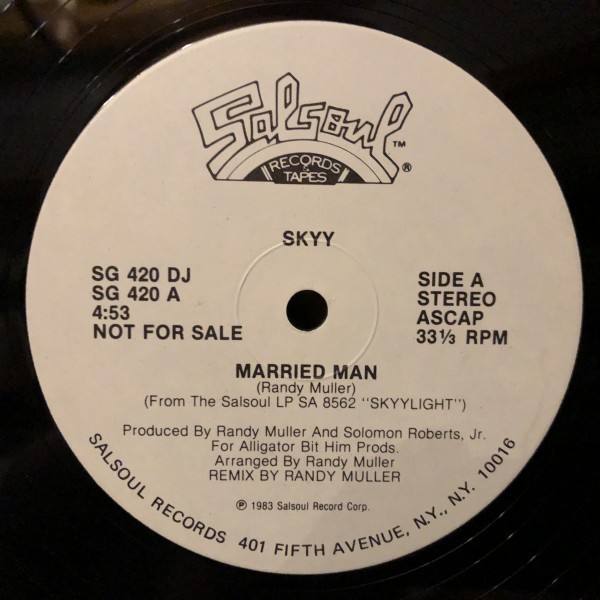 Salsoul ™
RECORDS & TAPES ®
SKYY
SG 420 DJ
SG 420 A
4:53
NOT FOR SALE
SIDE A
STEREO
ASCAP
33⅓ RPM
MARRIED MAN
(Randy Muller)
(From The Salsoul LP SA 8562 "SKYYLIGHT")
Produced By Randy Muller And Solomon Roberts, Jr.
For Alligator Bit Him Prods.
Arranged By Randy Muller
REMIX BY RANDY MULLER
℗ 1983 Salsoul Record Corp.
SALSOUL RECORDS 401 FIFTH AVENUE, N.Y., N.Y. 10016